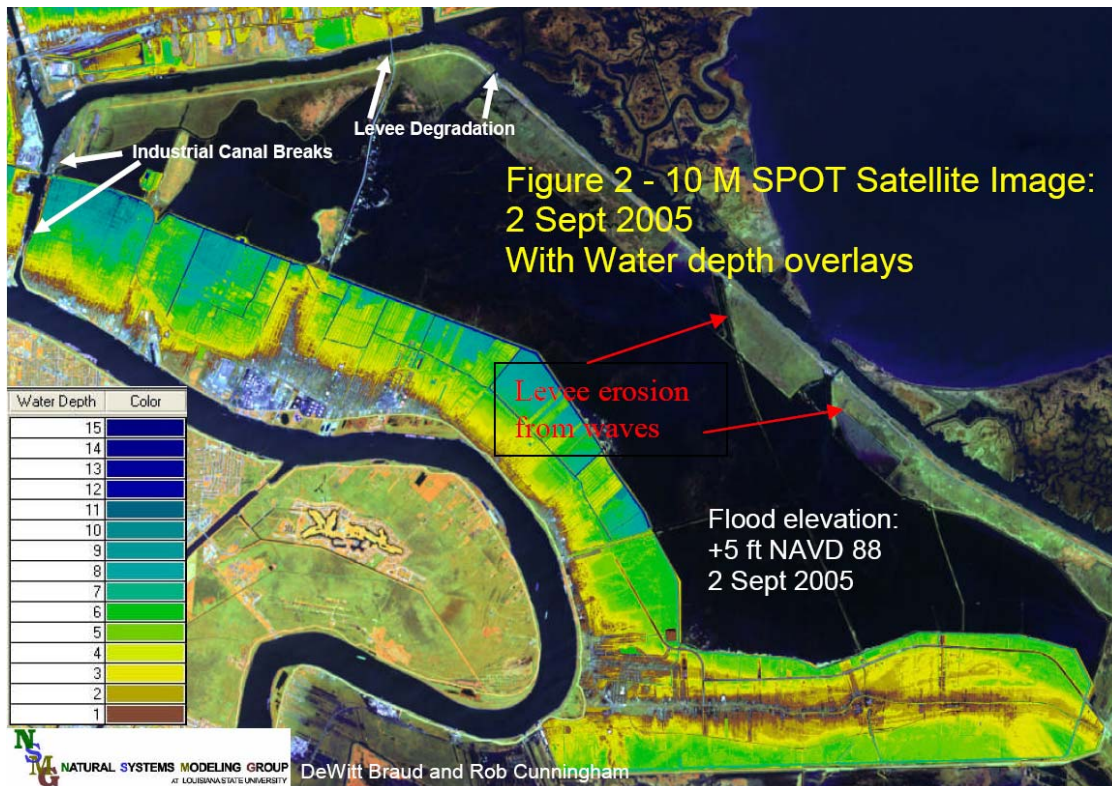 Levee Degradation
Industrial Canal Breaks
Figure 2 - 10 M SPOT Satellite Image:
2 Sept 2005
With Water depth overlays
Levee erosion
from waves
Flood elevation:
+5 ft NAVD 88
2 Sept 2005
Water Depth Color
15
14
13
12
11
10
9
8
7
6
5
4
3
2
1
NSMG
NATURAL SYSTEMS MODELING GROUP
AT LOUISIANA STATE UNIVERSITY
DeWitt Braud and Rob Cunningham